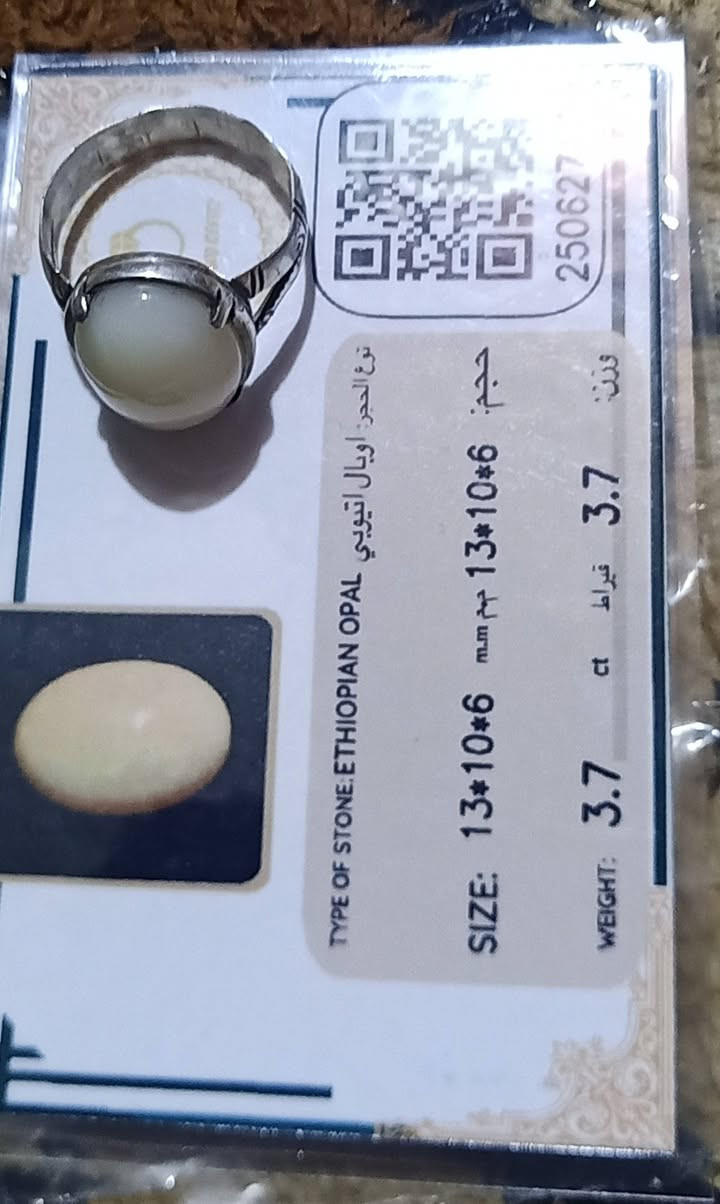 250627
TYPE OF STONE:ETHIOPIAN OPAL نوع الحجر: اوبال اثيوبي
SIZE: 13*10*6 m.m مم 13*10*6 حجم:
WEIGHT: 3.7 ct قيراط 3.7 وزن: